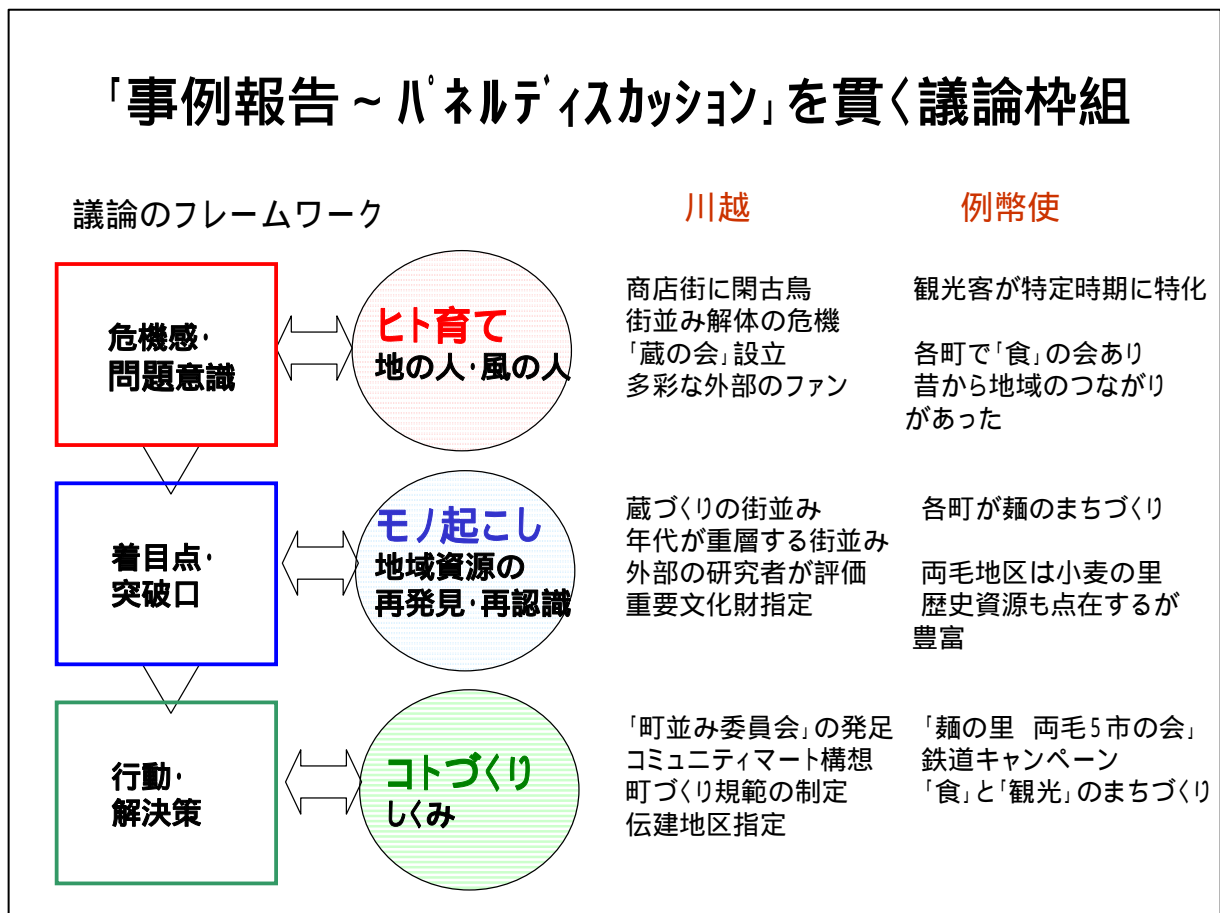 「事例報告～パネルディスカッション」を貫く議論枠組
議論のフレームワーク
川越
例幣使
危機感・
問題意識
ヒト育て
地の人・風の人
商店街に閑古鳥
街並み解体の危機
「蔵の会」設立
多彩な外部のファン
観光客が特定時期に特化
各町で「食」の会あり
昔から地域のつながり
があった
着目点・
突破口
モノ起こし
地域資源の
再発見・再認識
蔵づくりの街並み
年代が重層する街並み
外部の研究者が評価
重要文化財指定
各町が麺のまちづくり
両毛地区は小麦の里
歴史資源も点在するが
豊富
行動・
解決策
コトづくり
しくみ
「町並み委員会」の発足
コミュニティマート構想
町づくり規範の制定
伝建地区指定
「麺の里 両毛5市の会」
鉄道キャンペーン
「食」と「観光」のまちづくり